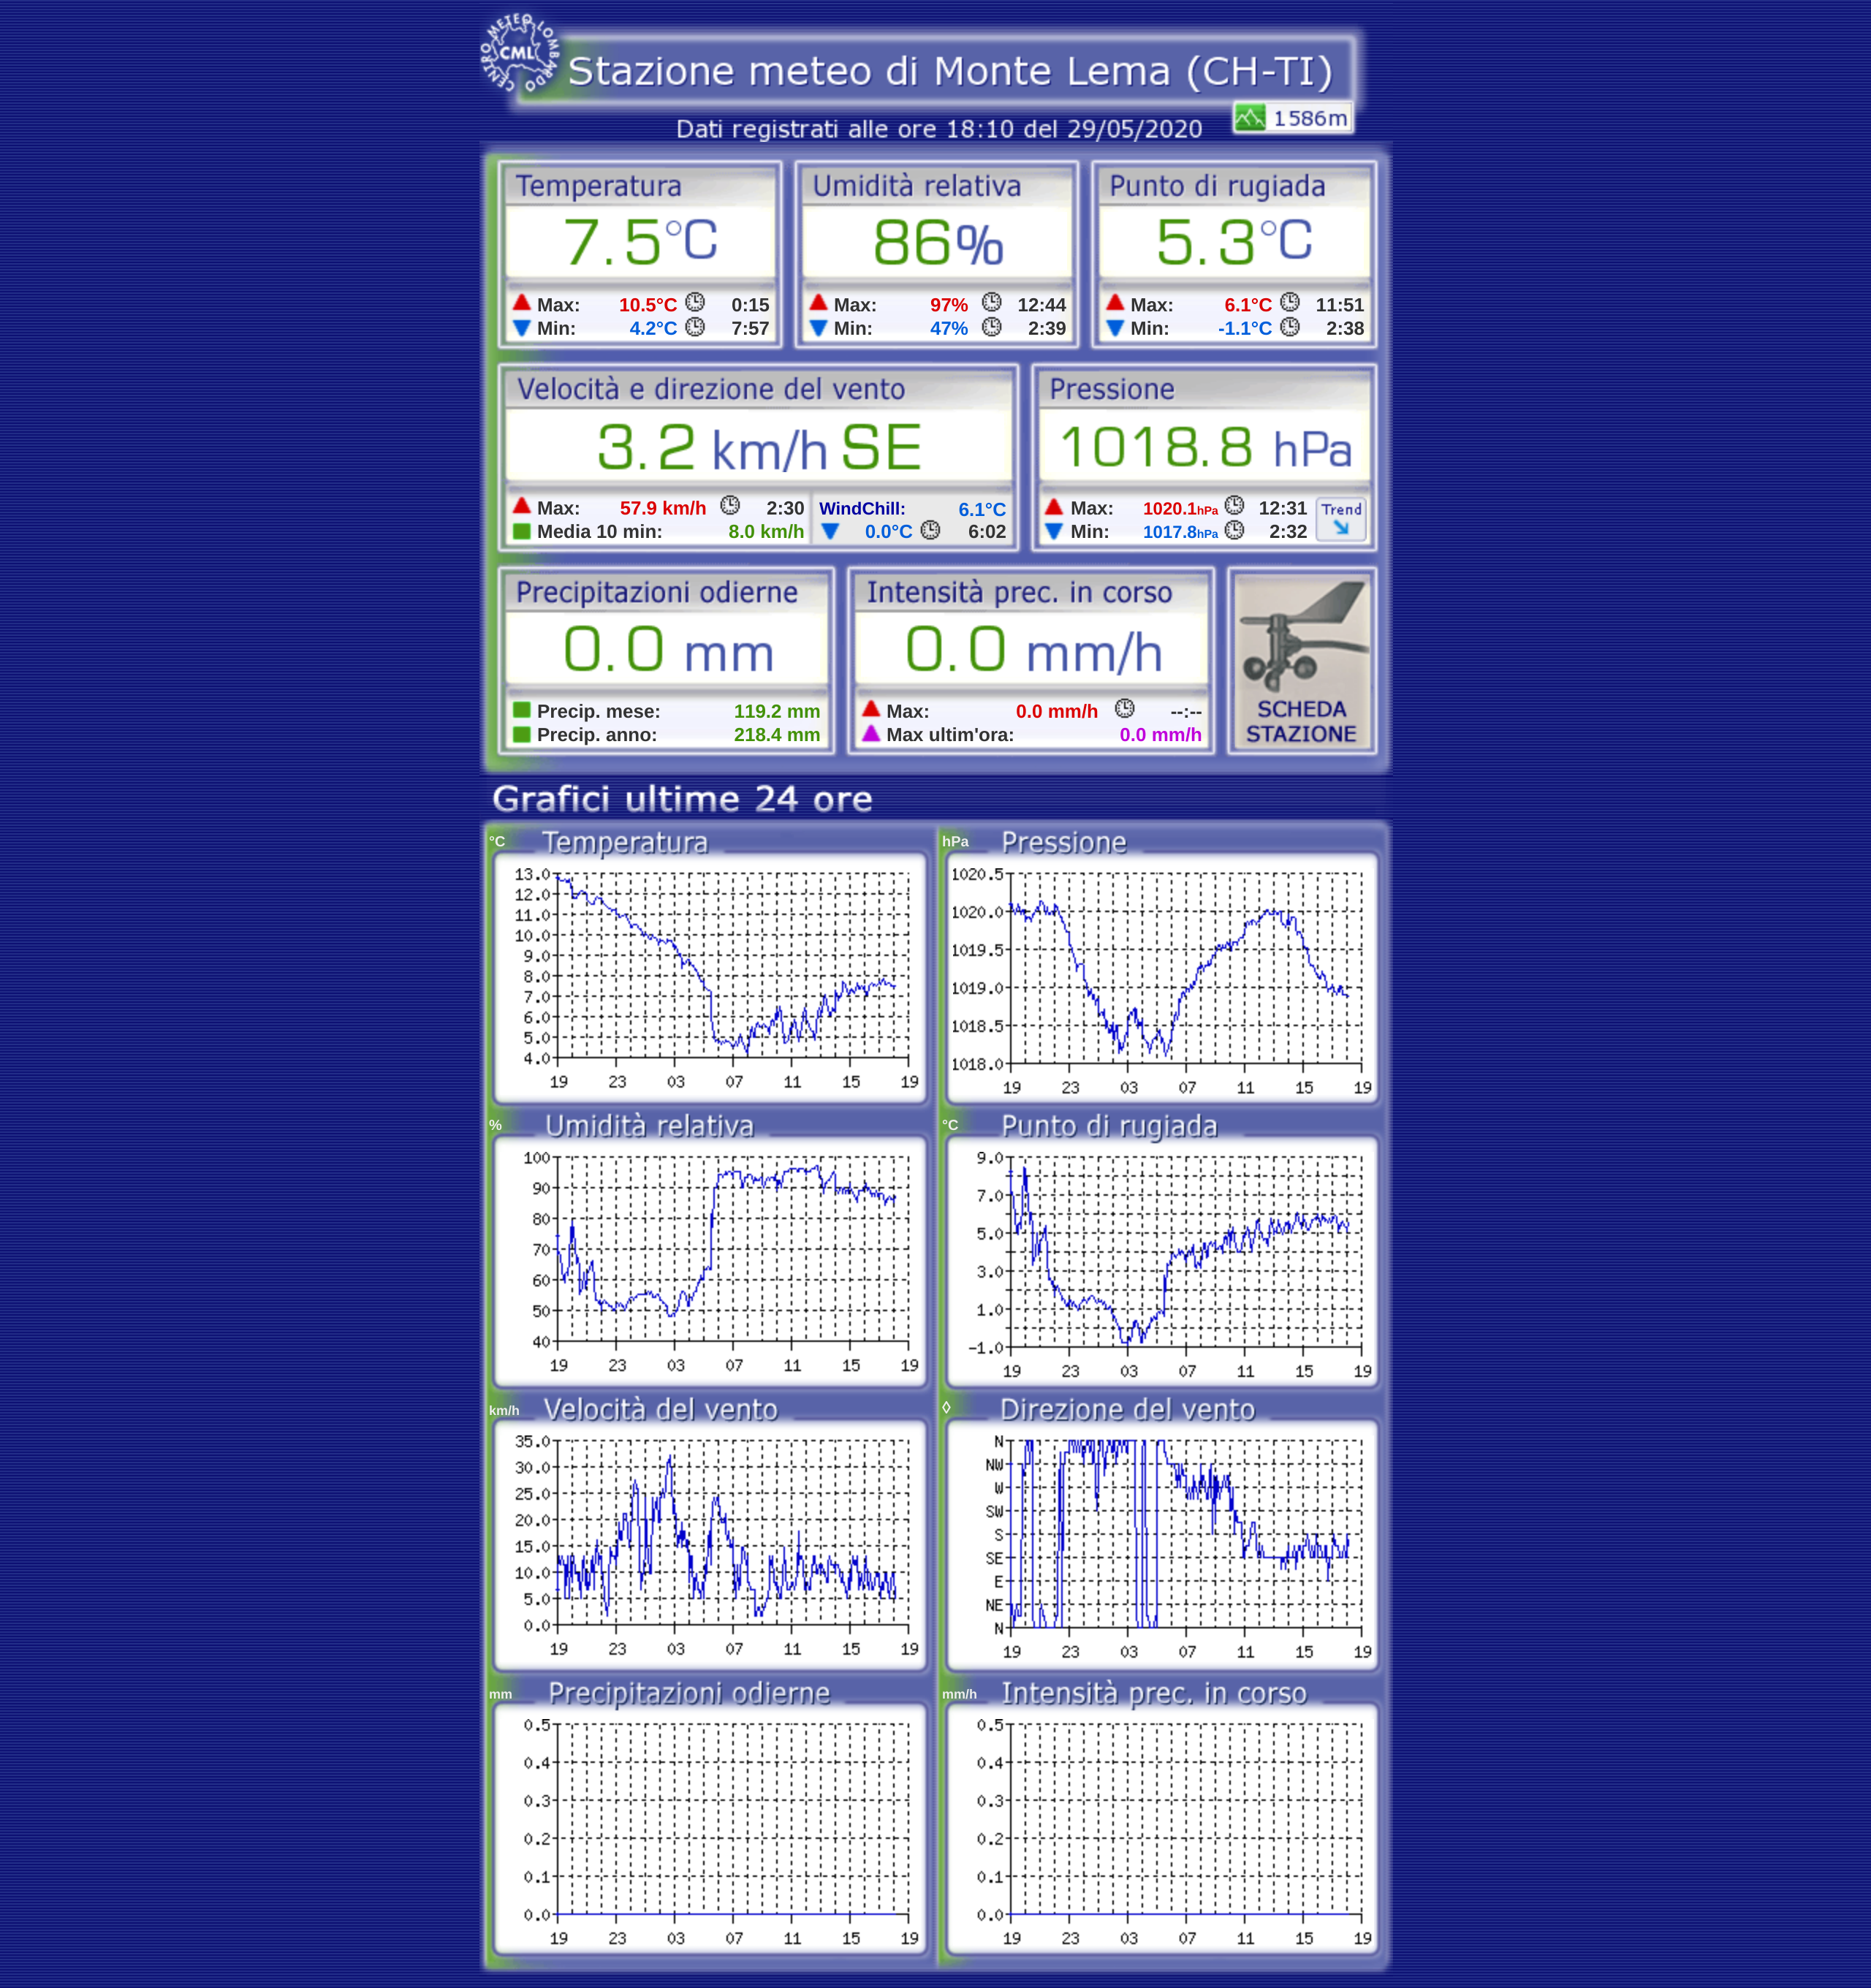 CENTRO METEO LOMBARDO
CML
Stazione meteo di Monte Lema (CH-TI)
1586m
Dati registrati alle ore 18:10 del 29/05/2020
Temperatura Umidità relativa Punto di rugiada
7.5°C 86% 5.3°C
Max: 10.5°C 0:15 Max: 97% 12:44 Max: 6.1°C 11:51
Min: 4.2°C 7:57 Min: 47% 2:39 Min: -1.1°C 2:38
Velocità e direzione del vento Pressione
3.2 km/h SE 1018.8 hPa
Max: 57.9 km/h 2:30 WindChill: 6.1°C Max: 1020.1hPa 12:31 Trend
Media 10 min: 8.0 km/h 0.0°C 6:02 Min: 1017.8hPa 2:32
Precipitazioni odierne Intensità prec. in corso
0.0 mm 0.0 mm/h
Precip. mese: 119.2 mm Max: 0.0 mm/h --:-- SCHEDA
Precip. anno: 218.4 mm Max ultim'ora: 0.0 mm/h STAZIONE
Grafici ultime 24 ore
°C Temperatura
13.0
12.0
11.0
10.0
9.0
8.0
7.0
6.0
5.0
4.0
19 23 03 07 11 15 19
hPa Pressione
1020.5
1020.0
1019.5
1019.0
1018.5
1018.0
19 23 03 07 11 15 19
% Umidità relativa
100
90
80
70
60
50
40
19 23 03 07 11 15 19
°C Punto di rugiada
9.0
7.0
5.0
3.0
1.0
-1.0
19 23 03 07 11 15 19
km/h Velocità del vento
35.0
30.0
25.0
20.0
15.0
10.0
5.0
0.0
19 23 03 07 11 15 19
◊ Direzione del vento
N
NW
W
SW
S
SE
E
NE
N
19 23 03 07 11 15 19
mm Precipitazioni odierne
0.5
0.4
0.3
0.2
0.1
0.0
19 23 03 07 11 15 19
mm/h Intensità prec. in corso
0.5
0.4
0.3
0.2
0.1
0.0
19 23 03 07 11 15 19